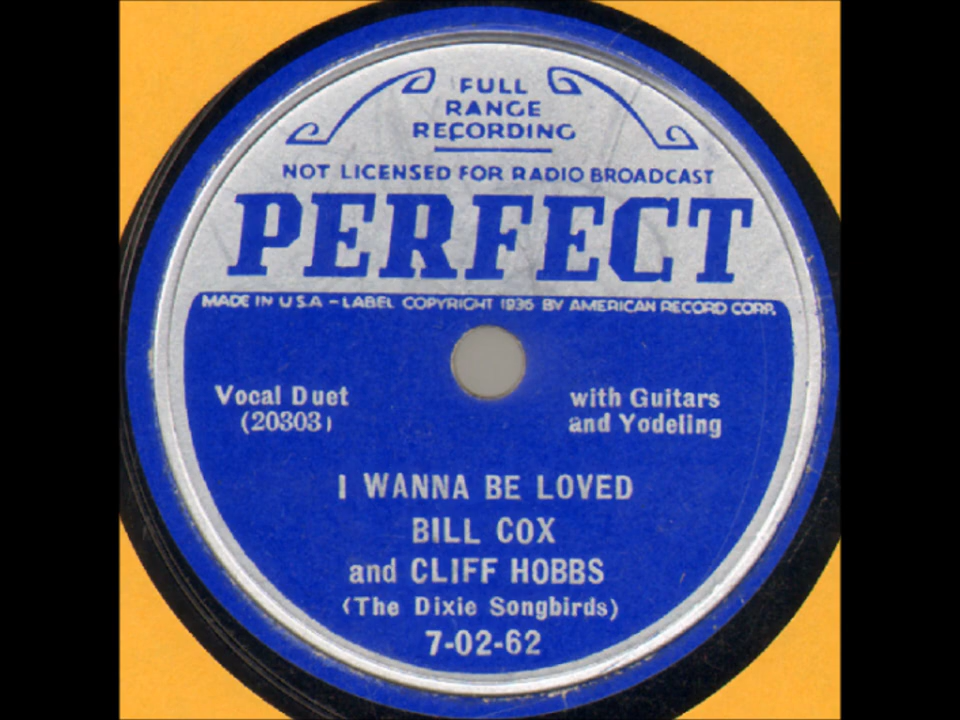 FULL
RANGE
RECORDING
NOT LICENSED FOR RADIO BROADCAST
PERFECT
MADE IN U.S.A - LABEL COPYRIGHT 1936 BY AMERICAN RECORD CORP.
Vocal Duet with Guitars
(20303) and Yodeling
I WANNA BE LOVED
BILL COX
and CLIFF HOBBS
(The Dixie Songbirds)
7-02-62